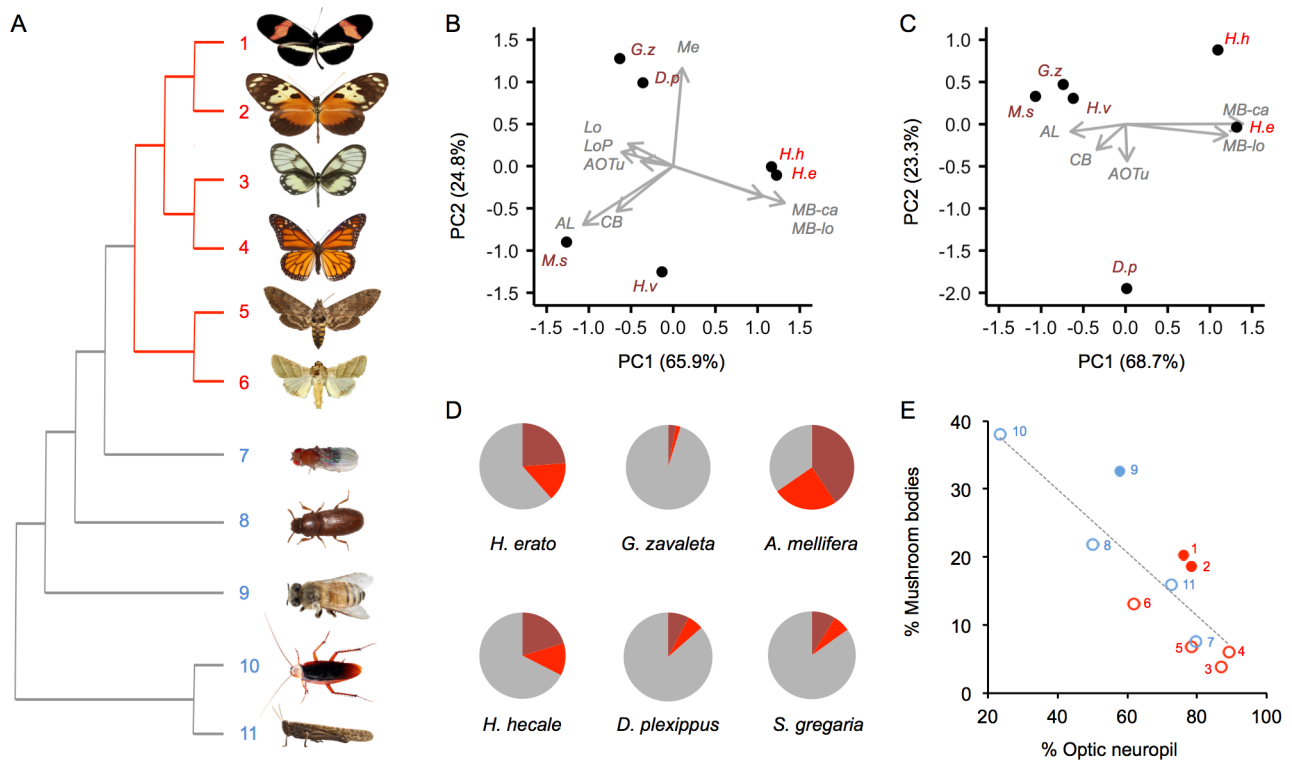 A
1
2
3
4
5
6
7
8
9
10
11
B
PC2 (24.8%)
1.5
1.0
0.5
0.0
-0.5
-1.0
-1.5
G.z
Me
D.p
Lo
LoP
AOTu
H.h
H.e
AL
CB
MB-ca
MB-lo
M.s
H.v
-1.5 -1.0 -0.5 0.0 0.5 1.0 1.5
PC1 (65.9%)
C
PC2 (23.3%)
1.0
0.5
0.0
-0.5
-1.0
-1.5
-2.0
H.h
G.z
M.s
H.v
MB-ca
H.e
MB-lo
AL
CB
AOTu
D.p
-1.5 -1.0 -0.5 0.0 0.5 1.0 1.5
PC1 (68.7%)
D
H. erato
G. zavaleta
A. mellifera
H. hecale
D. plexippus
S. gregaria
E
% Mushroom bodies
40
30
20
10
0
10
9
8
1
2
11
6
7
5
4
3
20 40 60 80 100
% Optic neuropil